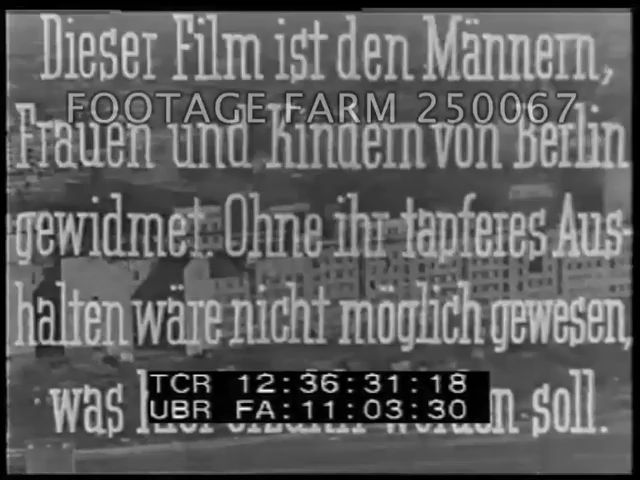 Dieser Film ist den Männern,
FOOTAGE FARM 250067
Frauen und Kindern von Berlin
gewidmet. Ohne ihr tapferes Aus-
halten wäre nicht möglich gewesen,
TCR 12:36:31:18
was soll.
UBR FA:11:03:30